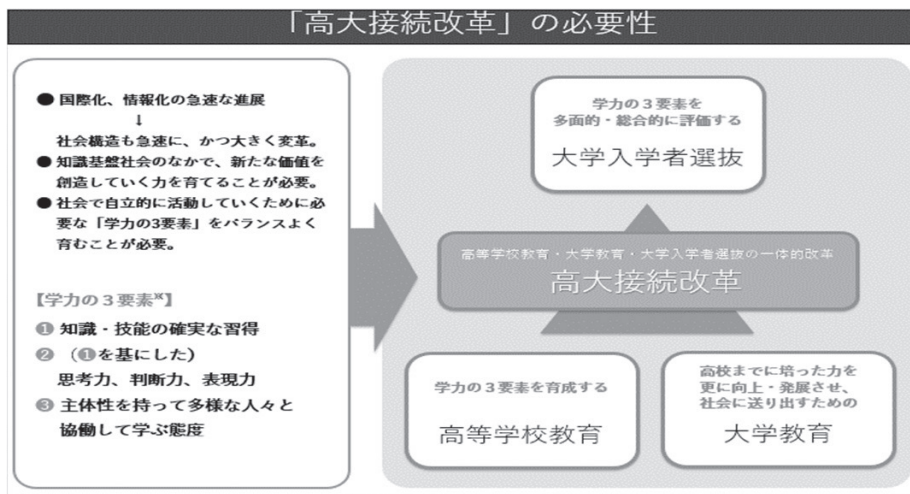 「高大接続改革」の必要性
● 国際化、情報化の急速な進展
↓
社会構造も急速に、かつ大きく変革。
● 知識基盤社会のなかで、新たな価値を
創造していく力を育てることが必要。
● 社会で自立的に活動していくために必
要な「学力の3要素」をバランスよく
育むことが必要。
【学力の3要素※】
❶ 知識・技能の確実な習得
❷ （❶を基にした）
思考力、判断力、表現力
❸ 主体性を持って多様な人々と
協働して学ぶ態度
学力の3要素を
多面的・総合的に評価する
大学入学者選抜
高等学校教育・大学教育・大学入学者選抜の一体的改革
高大接続改革
学力の3要素を育成する
高等学校教育
高校までに培った力を
更に向上・発展させ、
社会に送り出すための
大学教育